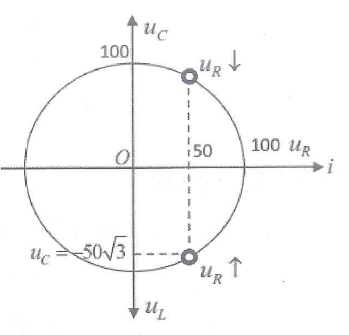 u_C
100
u_R ↓
O
50
100 u_R
i
u_C = -50√3
u_R ↑
u_L